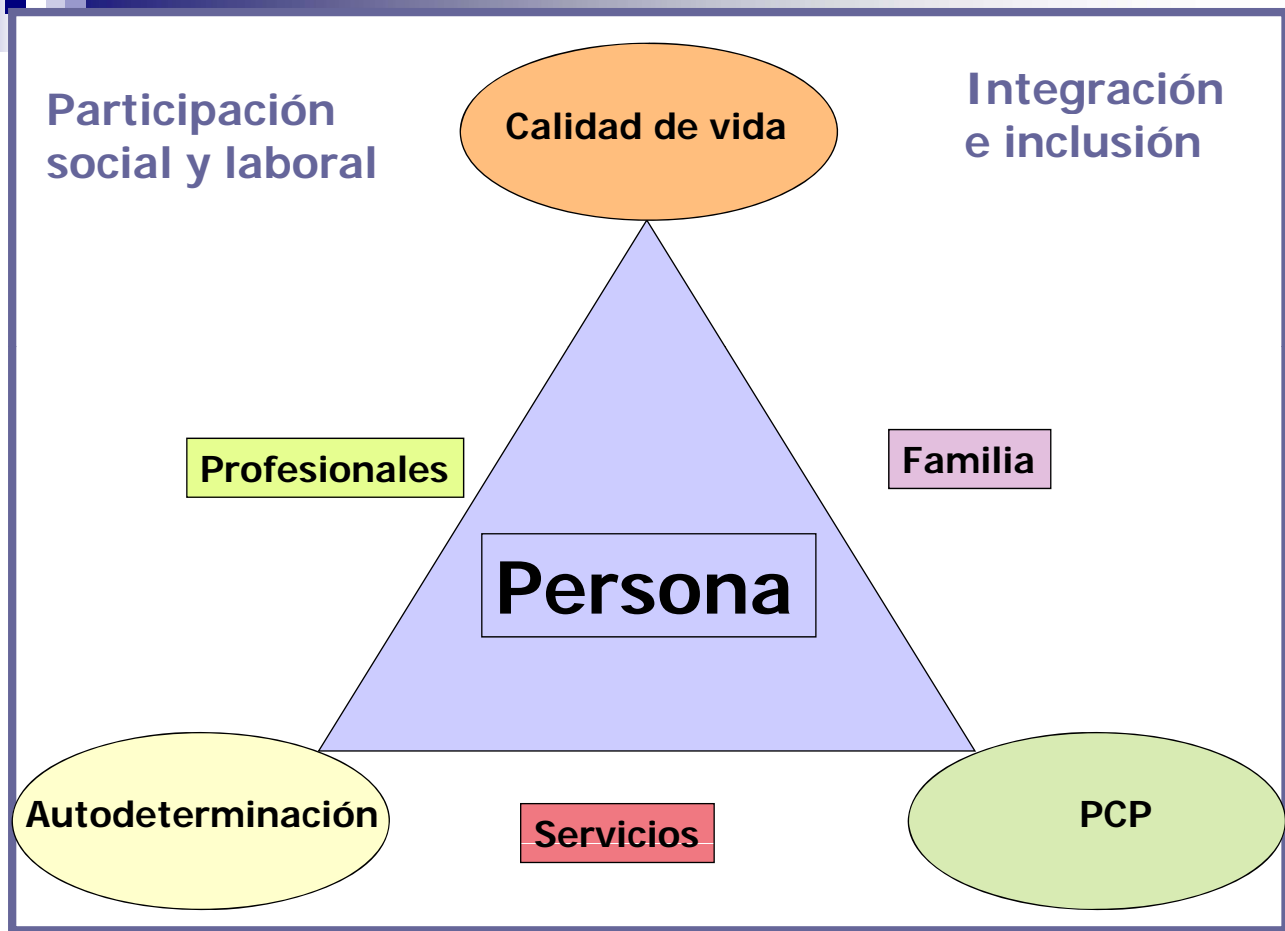 Participación
social y laboral
Calidad de vida
Integración
e inclusión
Profesionales
Familia
Persona
Autodeterminación
Servicios
PCP